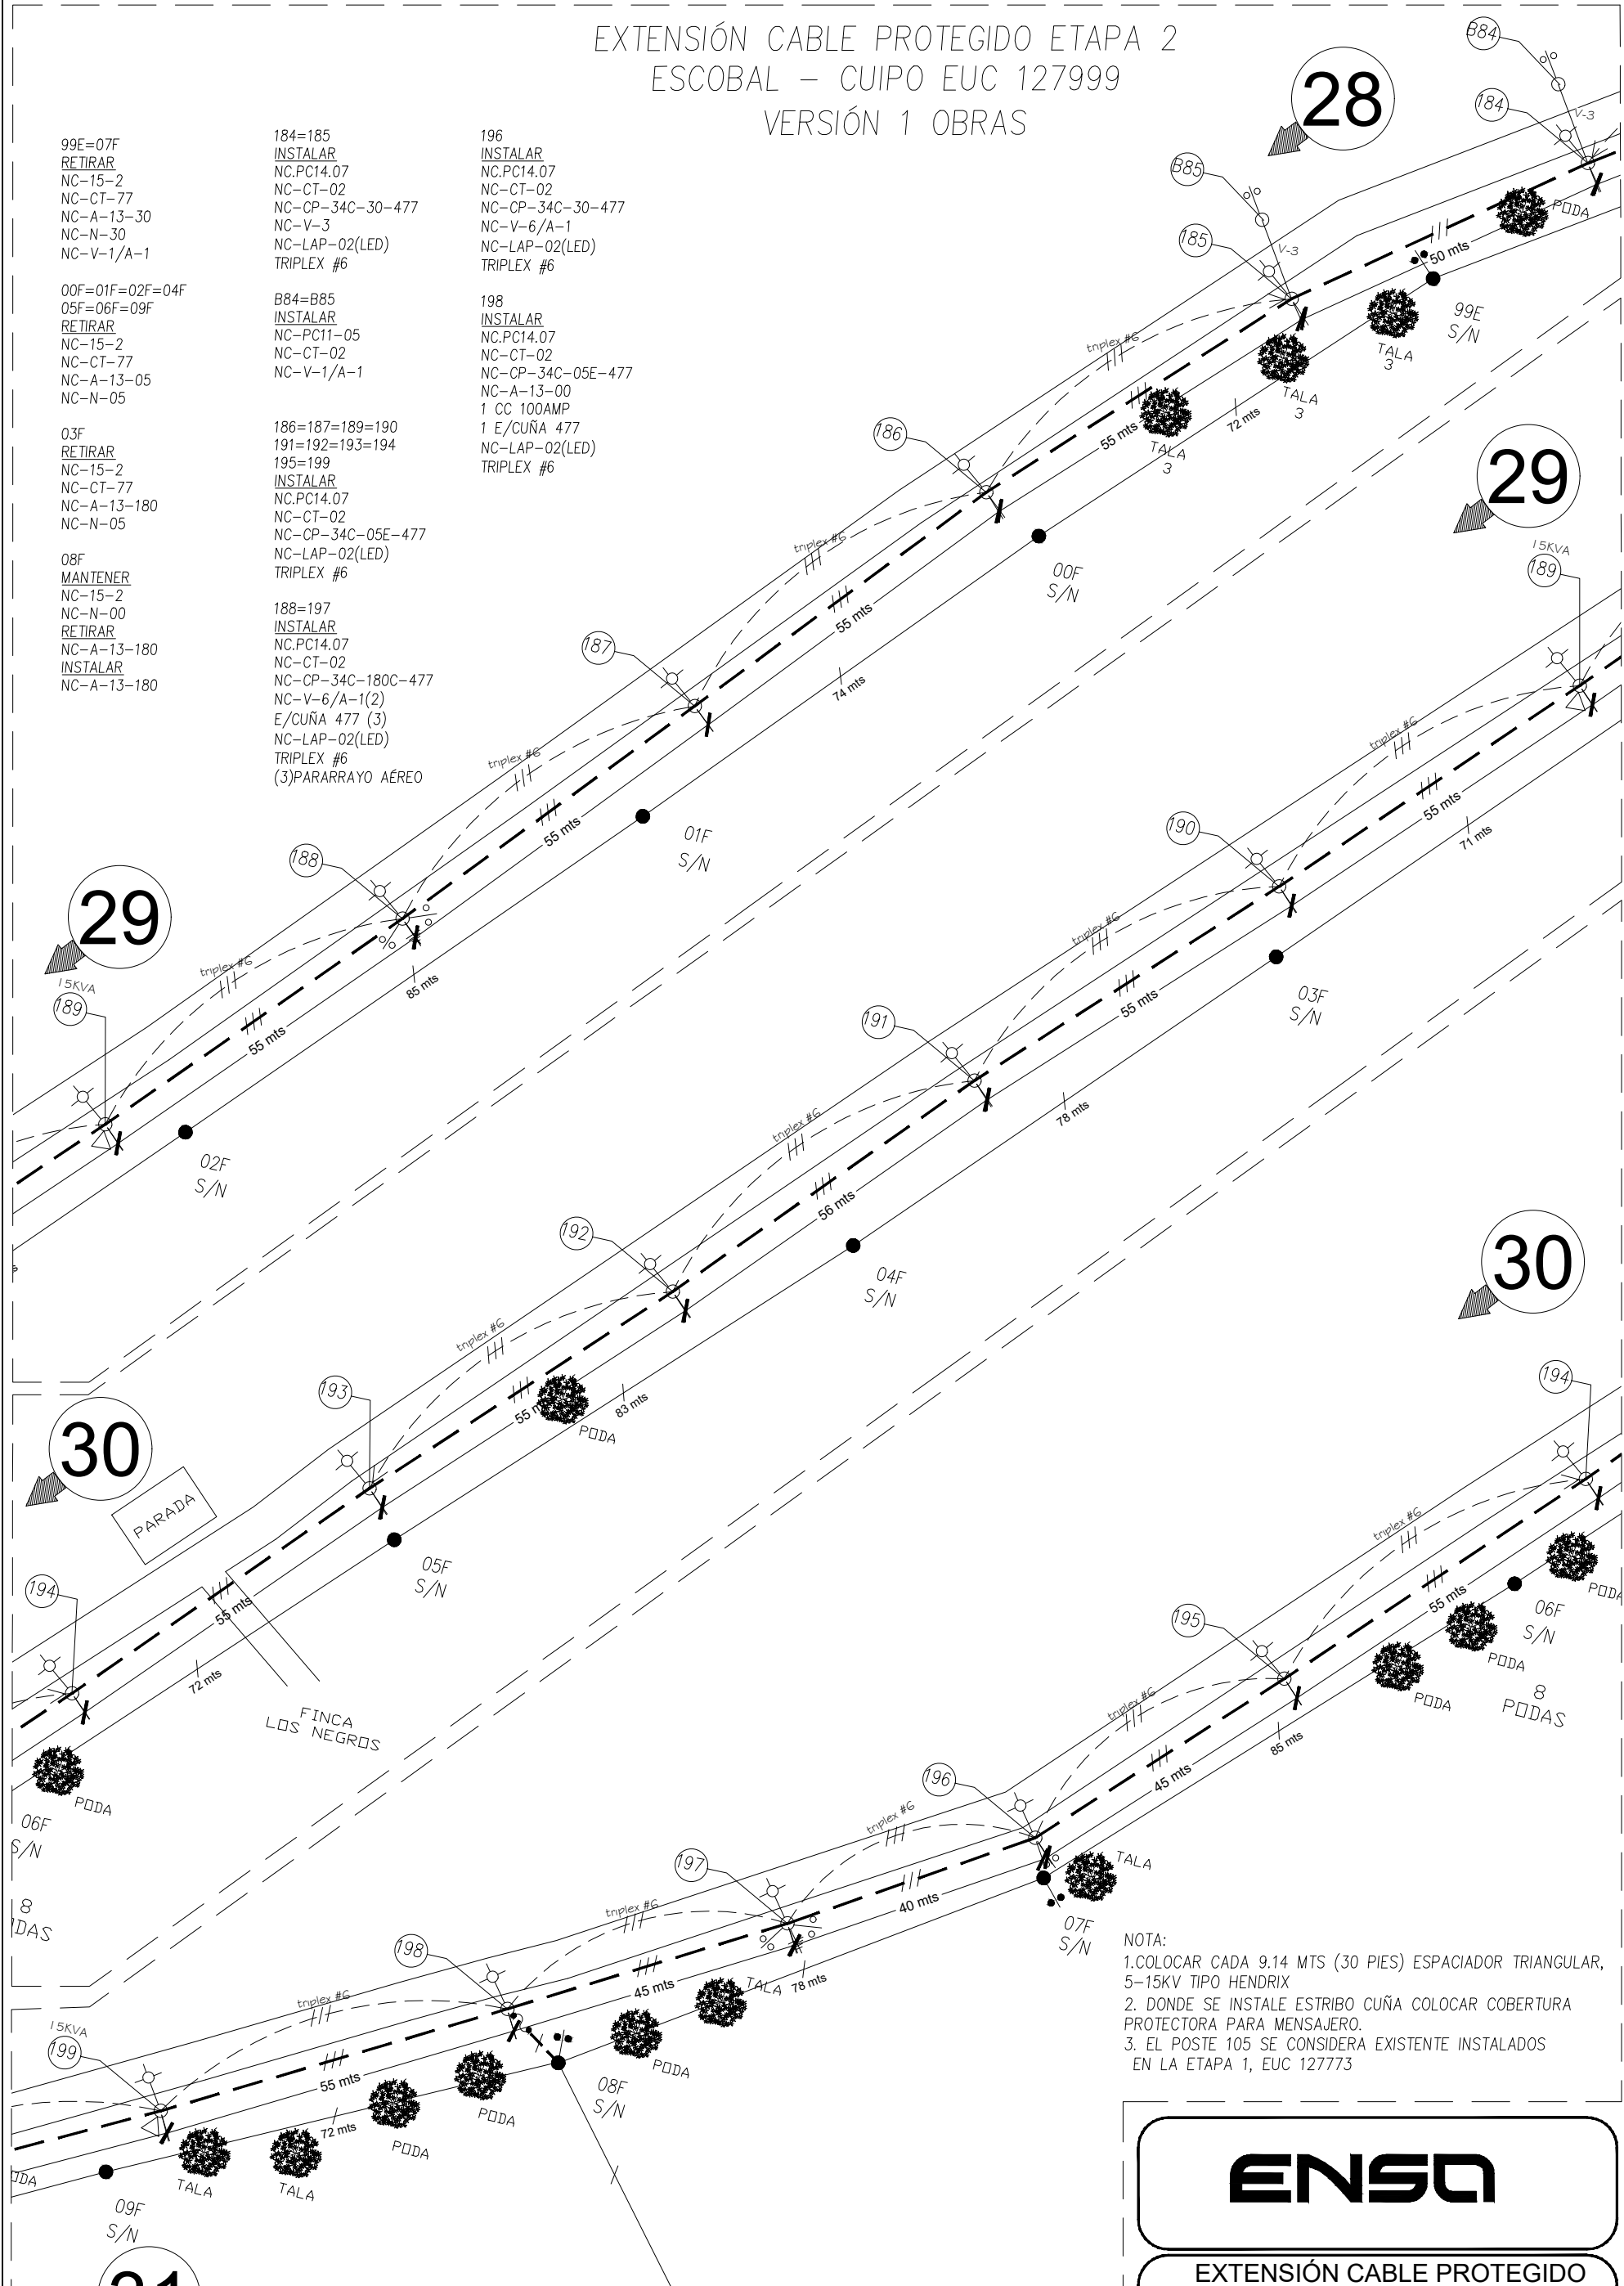 EXTENSIÓN CABLE PROTEGIDO ETAPA 2
ESCOBAL - CUIPO EUC 127999
VERSIÓN 1 OBRAS
99E=07F
RETIRAR
NC-15-2
NC-CT-77
NC-A-13-30
NC-N-30
NC-V-1/A-1
00F=01F=02F=04F
05F=06F=09F
RETIRAR
NC-15-2
NC-CT-77
NC-A-13-05
NC-N-05
03F
RETIRAR
NC-15-2
NC-CT-77
NC-A-13-180
NC-N-05
08F
MANTENER
NC-15-2
NC-N-00
RETIRAR
NC-A-13-180
INSTALAR
NC-A-13-180
184=185
INSTALAR
NC.PC14.07
NC-CT-02
NC-CP-34C-30-477
NC-V-3
NC-LAP-02(LED)
TRIPLEX #6
B84=B85
INSTALAR
NC-PC11-05
NC-CT-02
NC-V-1/A-1
186=187=189=190
191=192=193=194
195=199
INSTALAR
NC.PC14.07
NC-CT-02
NC-CP-34C-05E-477
NC-LAP-02(LED)
TRIPLEX #6
188=197
INSTALAR
NC.PC14.07
NC-CT-02
NC-CP-34C-180C-477
NC-V-6/A-1(2)
E/CUÑA 477 (3)
NC-LAP-02(LED)
TRIPLEX #6
(3)PARARRAYO AÉREO
196
INSTALAR
NC.PC14.07
NC-CT-02
NC-CP-34C-30-477
NC-V-6/A-1
NC-LAP-02(LED)
TRIPLEX #6
198
INSTALAR
NC.PC14.07
NC-CT-02
NC-CP-34C-05E-477
NC-A-13-00
1 CC 100AMP
1 E/CUÑA 477
NC-LAP-02(LED)
TRIPLEX #6
28
B84
184
V-3
PODA
50 mts
B85
185
V-3
99E
S/N
TALA
3
TALA
3
TALA
3
triplex #6
55 mts
72 mts
186
00F
S/N
triplex #6
55 mts
74 mts
187
01F
S/N
triplex #6
55 mts
188
85 mts
29
15KVA
189
triplex #6
55 mts
02F
S/N
29
15KVA
189
triplex #6
55 mts
71 mts
190
03F
S/N
triplex #6
55 mts
78 mts
191
triplex #6
56 mts
04F
S/N
192
triplex #6
55 m
PODA
83 mts
193
05F
S/N
30
PARADA
194
55 mts
72 mts
FINCA
LOS NEGROS
PODA
06F
S/N
8
DAS
30
194
triplex #6
55 mts
PODA
06F
S/N
PODA
PODA
8
PODAS
195
triplex #6
45 mts
85 mts
196
TALA
07F
S/N
triplex #6
40 mts
197
TALA
78 mts
triplex #6
45 mts
198
PODA
08F
S/N
PODA
PODA
triplex #6
55 mts
72 mts
15KVA
199
TALA
TALA
ODA
09F
S/N
31
NOTA:
1.COLOCAR CADA 9.14 MTS (30 PIES) ESPACIADOR TRIANGULAR,
5-15KV TIPO HENDRIX
2. DONDE SE INSTALE ESTRIBO CUÑA COLOCAR COBERTURA
PROTECTORA PARA MENSAJERO.
3. EL POSTE 105 SE CONSIDERA EXISTENTE INSTALADOS
EN LA ETAPA 1, EUC 127773
ENSA
EXTENSIÓN CABLE PROTEGIDO